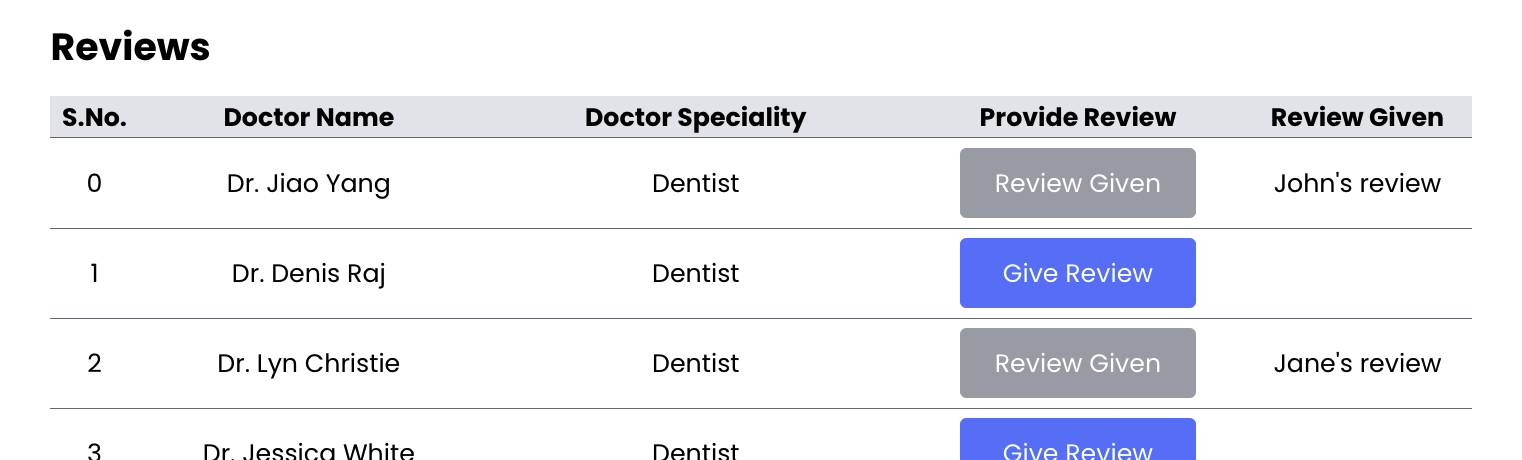 Reviews
S.No. Doctor Name Doctor Speciality Provide Review Review Given
0 Dr. Jiao Yang Dentist Review Given John's review
1 Dr. Denis Raj Dentist Give Review
2 Dr. Lyn Christie Dentist Review Given Jane's review
3 Dr. Jessica White Dentist Give Review